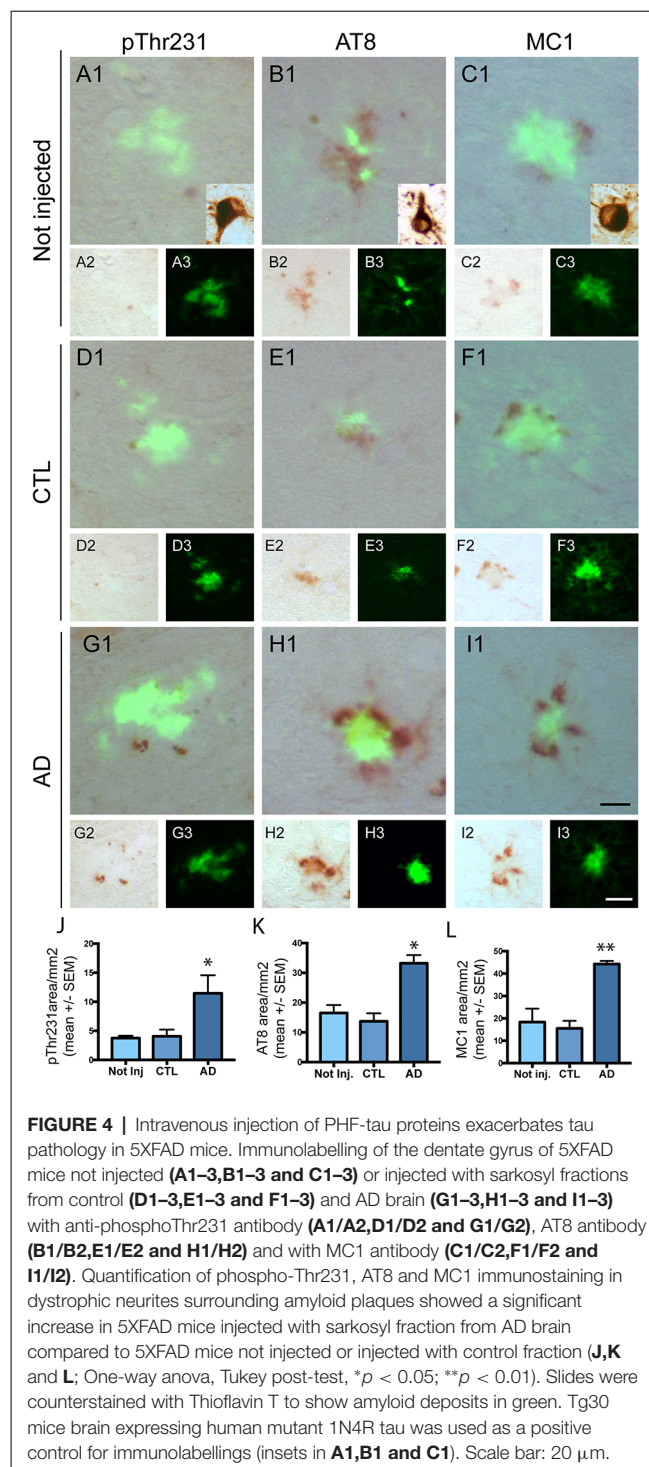 pThr231 AT8 MC1
Not injected
A1 B1 C1
A2 A3 B2 B3 C2 C3
CTL
D1 E1 F1
D2 D3 E2 E3 F2 F3
AD
G1 H1 I1
G2 G3 H2 H3 I2 I3
J
pThr231area/mm2
(mean +/- SEM)
15
10
5
0
*
Not Inj CTL AD
K
AT8 area/mm2
(mean +/- SEM)
40
30
20
10
0
*
Not Inj. CTL AD
L
MC1 area/mm2
(mean +/- SEM)
50
40
30
20
10
0
**
Not inj. CTL AD
FIGURE 4 | Intravenous injection of PHF-tau proteins exacerbates tau
pathology in 5XFAD mice. Immunolabelling of the dentate gyrus of 5XFAD
mice not injected (A1–3,B1–3 and C1–3) or injected with sarkosyl fractions
from control (D1–3,E1–3 and F1–3) and AD brain (G1–3,H1–3 and I1–3)
with anti-phosphoThr231 antibody (A1/A2,D1/D2 and G1/G2), AT8 antibody
(B1/B2,E1/E2 and H1/H2) and with MC1 antibody (C1/C2,F1/F2 and
I1/I2). Quantification of phospho-Thr231, AT8 and MC1 immunostaining in
dystrophic neurites surrounding amyloid plaques showed a significant
increase in 5XFAD mice injected with sarkosyl fraction from AD brain
compared to 5XFAD mice not injected or injected with control fraction (J,K
and L; One-way anova, Tukey post-test, *p < 0.05; **p < 0.01). Slides were
counterstained with Thioflavin T to show amyloid deposits in green. Tg30
mice brain expressing human mutant 1N4R tau was used as a positive
control for immunolabellings (insets in A1,B1 and C1). Scale bar: 20 μm.